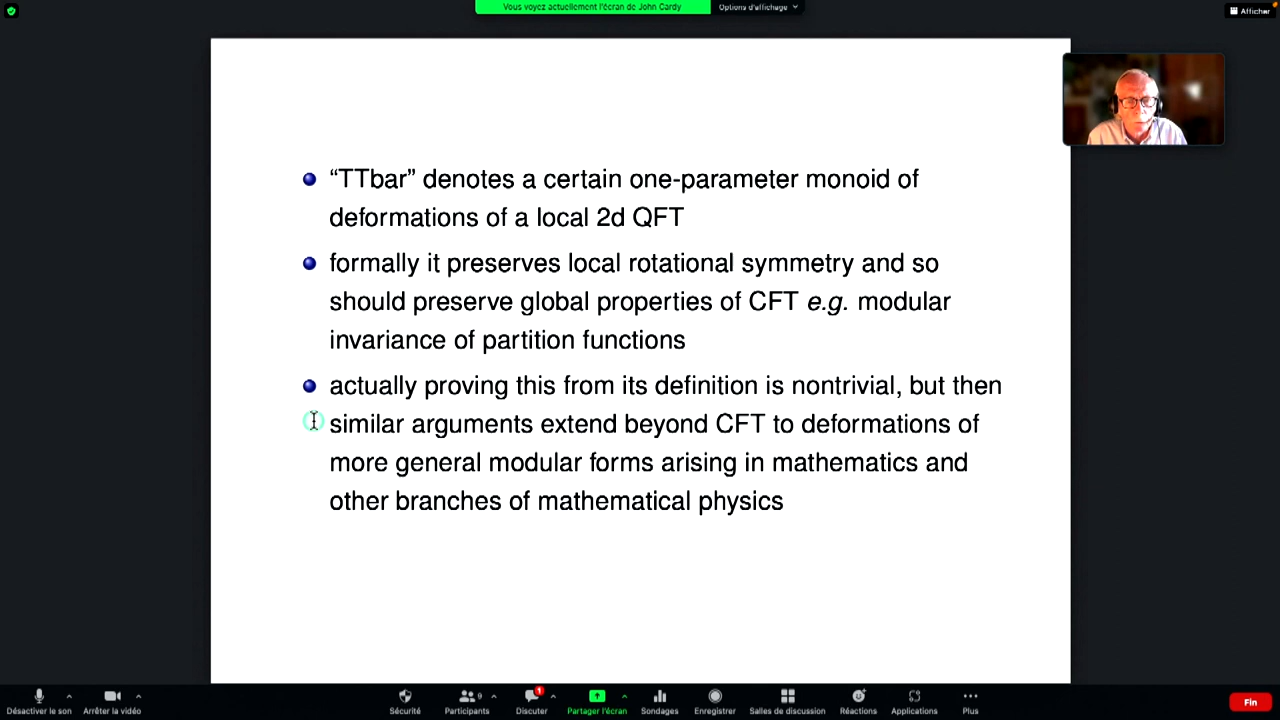 Vous voyez actuellement l'écran de John Cardy
Options d'affichage
Afficher
“TTbar” denotes a certain one-parameter monoid of
deformations of a local 2d QFT
formally it preserves local rotational symmetry and so
should preserve global properties of CFT e.g. modular
invariance of partition functions
actually proving this from its definition is nontrivial, but then
similar arguments extend beyond CFT to deformations of
more general modular forms arising in mathematics and
other branches of mathematical physics
9
1
Désactiver le son
Arrêter la vidéo
Sécurité
Participants
Discuter
Partager l'écran
Sondages
Enregistrer
Salles de discussion
Réactions
Applications
Plus
Fin